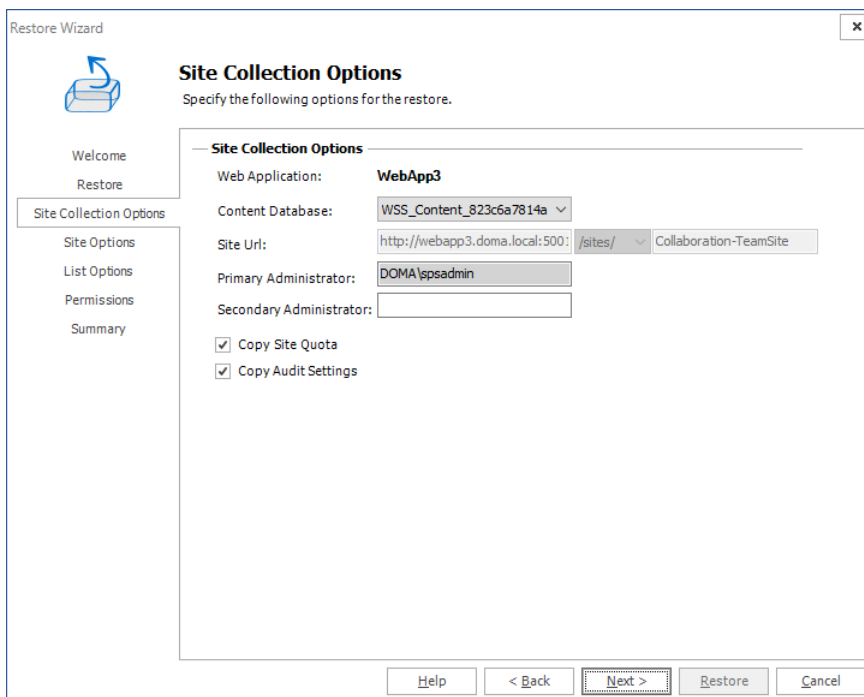 Restore Wizard
Site Collection Options
Specify the following options for the restore.
Welcome
Restore
Site Collection Options
Site Options
List Options
Permissions
Summary
Site Collection Options
Web Application: WebApp3
Content Database: WSS_Content_823c6a7814a
Site Url: http://webapp3.doma.local:5001 /sites/ Collaboration-TeamSite
Primary Administrator: DOMA\spsadmin
Secondary Administrator:
Copy Site Quota
Copy Audit Settings
Help < Back Next > Restore Cancel